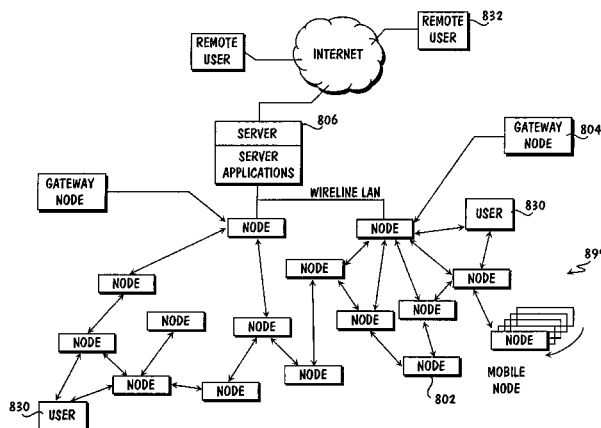 REMOTE
USER
832
REMOTE
USER
INTERNET
806
SERVER
SERVER
APPLICATIONS
GATEWAY
NODE
804
GATEWAY
NODE
WIRELINE LAN
USER
830
NODE
NODE
NODE
NODE
899
NODE
NODE
NODE
NODE
NODE
NODE
NODE
NODE
MOBILE
NODE
NODE
NODE
NODE
NODE
802
830
USER